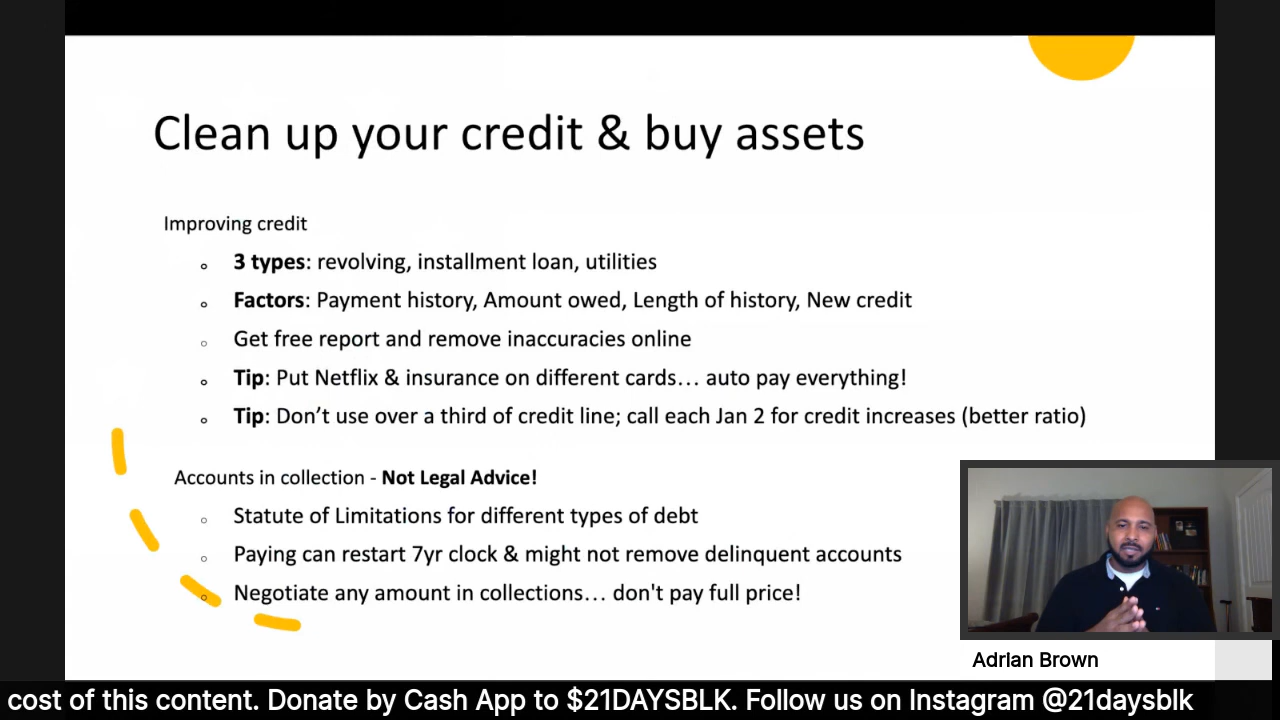 Clean up your credit & buy assets
Improving credit
3 types: revolving, installment loan, utilities
Factors: Payment history, Amount owed, Length of history, New credit
Get free report and remove inaccuracies online
Tip: Put Netflix & insurance on different cards… auto pay everything!
Tip: Don’t use over a third of credit line; call each Jan 2 for credit increases (better ratio)
Accounts in collection - Not Legal Advice!
Statute of Limitations for different types of debt
Paying can restart 7yr clock & might not remove delinquent accounts
Negotiate any amount in collections… don't pay full price!
Adrian Brown
cost of this content. Donate by Cash App to $21DAYSBLK. Follow us on Instagram @21daysblk